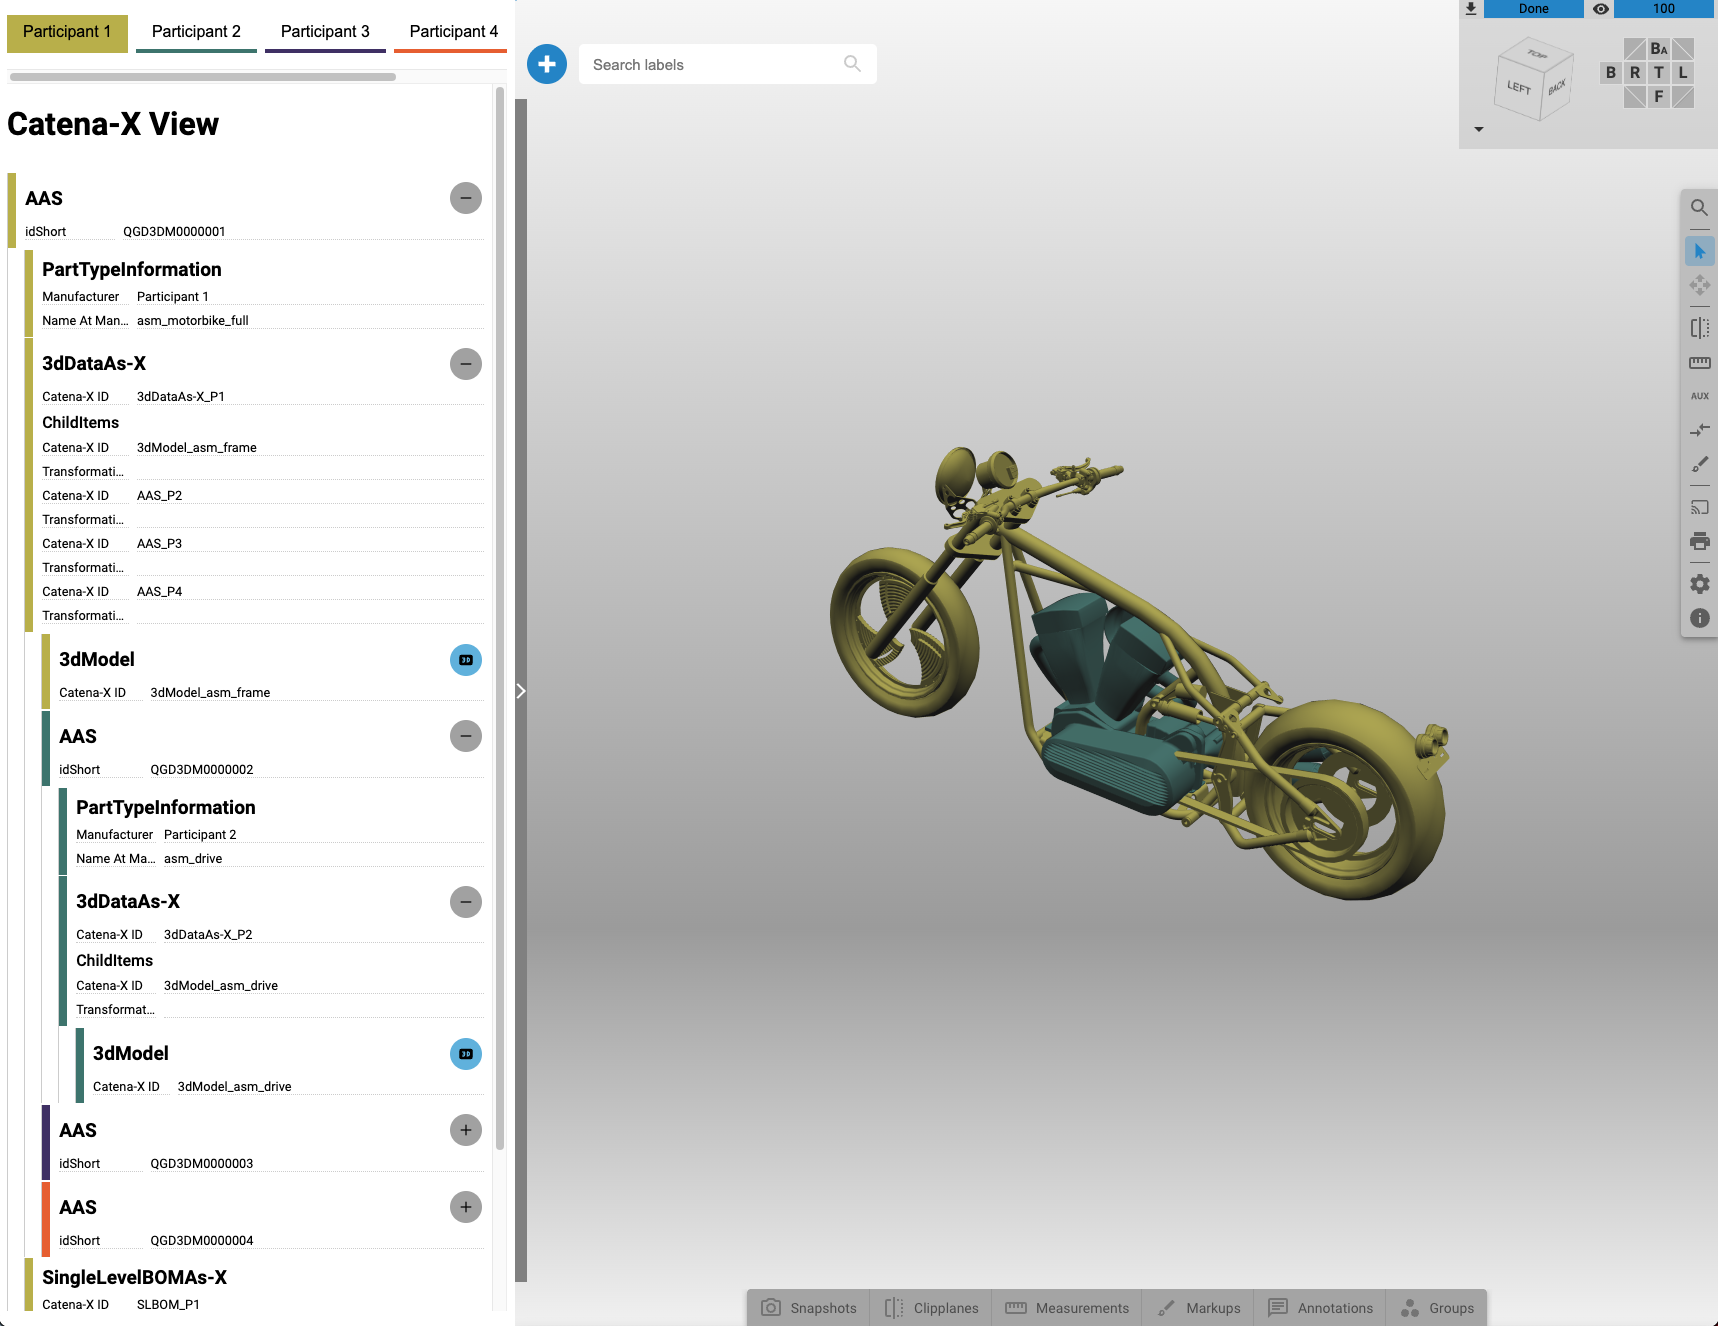 Participant 1 Participant 2 Participant 3 Participant 4
Catena-X View
AAS
idShort QGD3DM0000001
PartTypeInformation
Manufacturer Participant 1
Name At Man... asm_motorbike_full
3dDataAs-X
Catena-X ID 3dDataAs-X_P1
ChildItems
Catena-X ID 3dModel_asm_frame
Transformati...
Catena-X ID AAS_P2
Transformati...
Catena-X ID AAS_P3
Transformati...
Catena-X ID AAS_P4
Transformati...
3dModel
3D
Catena-X ID 3dModel_asm_frame
AAS
idShort QGD3DM0000002
PartTypeInformation
Manufacturer Participant 2
Name At Ma... asm_drive
3dDataAs-X
Catena-X ID 3dDataAs-X_P2
ChildItems
Catena-X ID 3dModel_asm_drive
Transformat...
3dModel
3D
Catena-X ID 3dModel_asm_drive
AAS
idShort QGD3DM0000003
AAS
idShort QGD3DM0000004
SingleLevelBOMAs-X
Catena-X ID SLBOM_P1
Search labels
Done 100
TOP
LEFT BACK
BA
B R T L
F
AUX
Snapshots Clipplanes Measurements Markups Annotations Groups